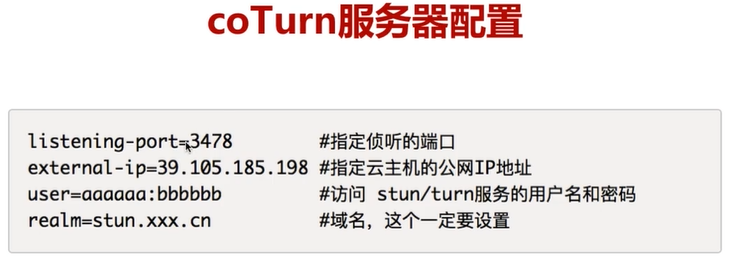 coTurn服务器配置
listening-port=3478 #指定侦听的端口
external-ip=39.105.185.198 #指定云主机的公网IP地址
user=aaaaaa:bbbbbb #访问 stun/turn服务的用户名和密码
realm=stun.xxx.cn #域名，这个一定要设置